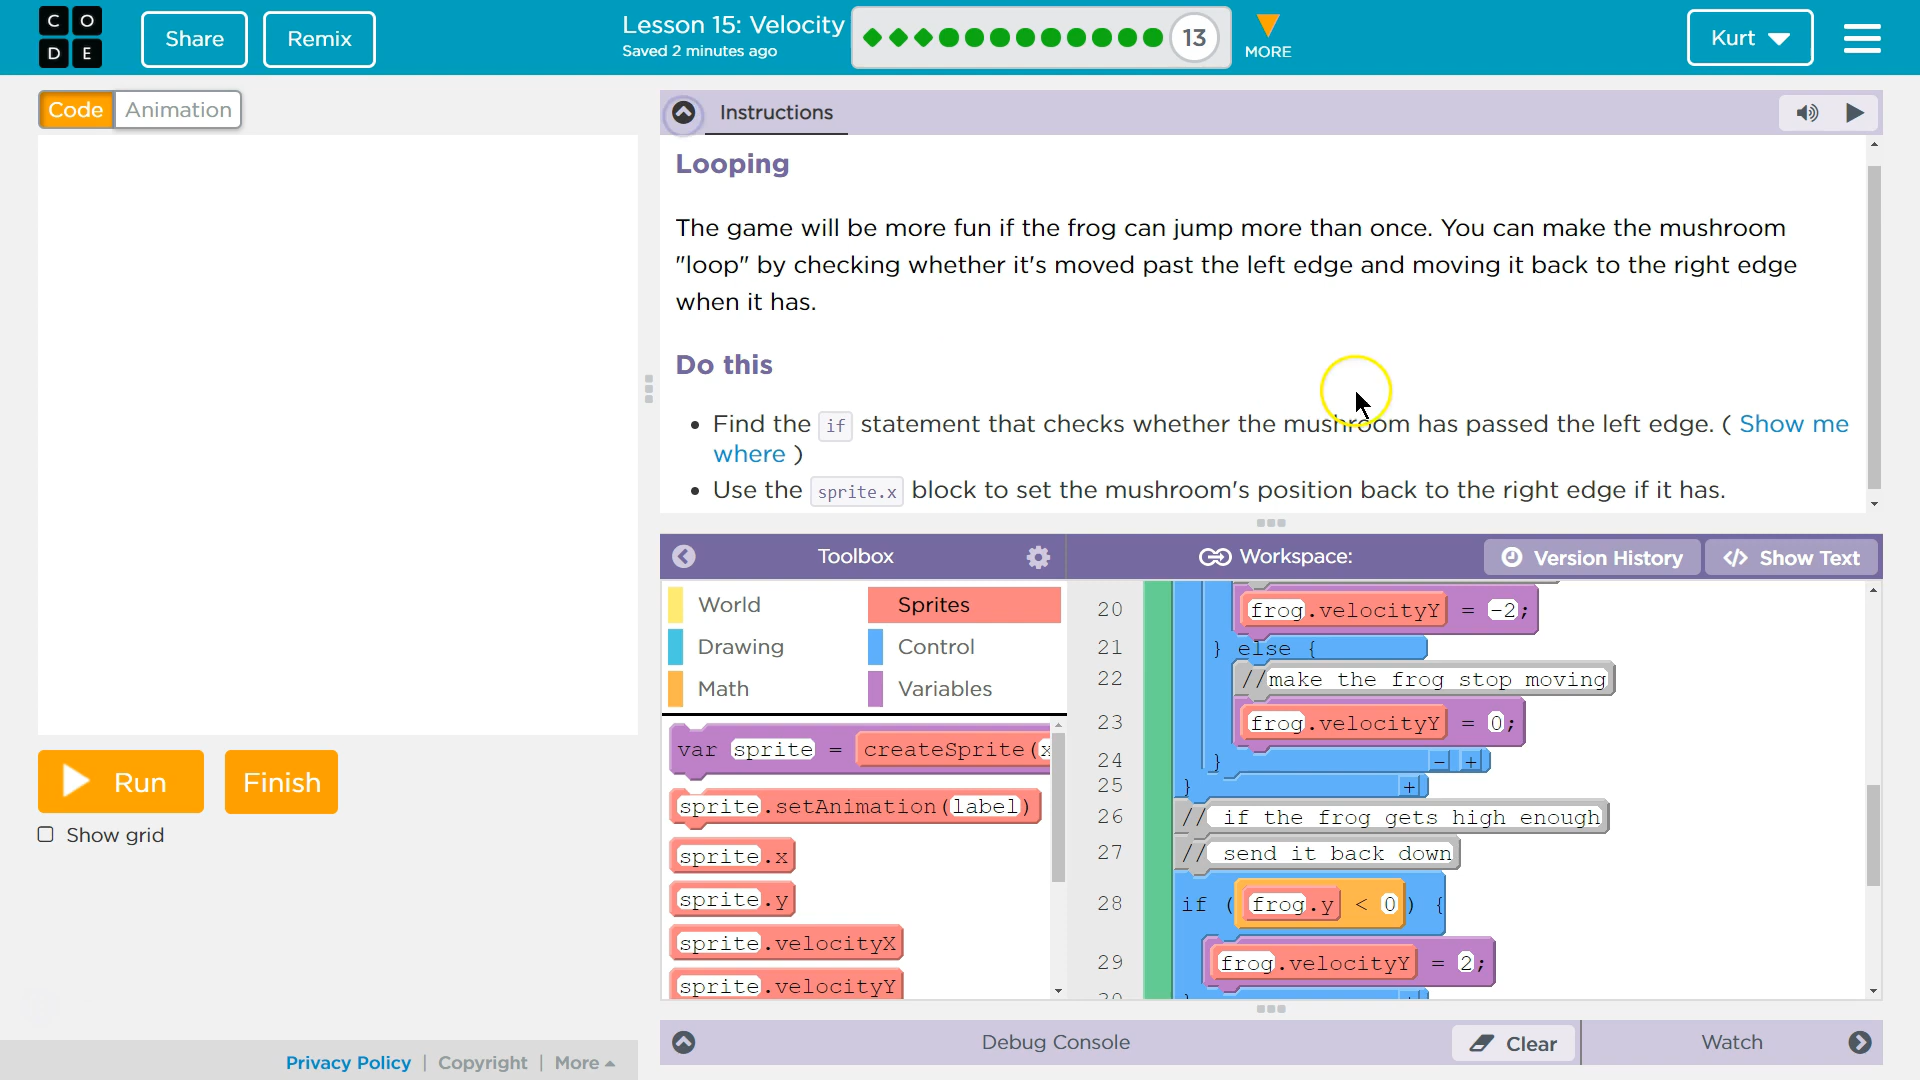 C O
D E
Share
Remix
Lesson 15: Velocity
Saved 2 minutes ago
13
MORE
Kurt
Code
Animation
Instructions
Looping
The game will be more fun if the frog can jump more than once. You can make the mushroom
"loop" by checking whether it's moved past the left edge and moving it back to the right edge
when it has.
Do this
• Find the if statement that checks whether the mushroom has passed the left edge. ( Show me
where )
• Use the sprite.x block to set the mushroom's position back to the right edge if it has.
Toolbox
Workspace:
Version History
</> Show Text
World
Sprites
Drawing
Control
Math
Variables
var sprite = createSprite(x
sprite.setAnimation(label)
sprite.x
sprite.y
sprite.velocityX
sprite.velocityY
20 frog.velocityY = -2;
21 } else {
22 //make the frog stop moving
23 frog.velocityY = 0;
24 } - +
25 } +
26 // if the frog gets high enough
27 // send it back down
28 if (frog.y < 0) {
29 frog.velocityY = 2;
Run
Finish
Show grid
Debug Console
Clear
Watch
Privacy Policy | Copyright | More